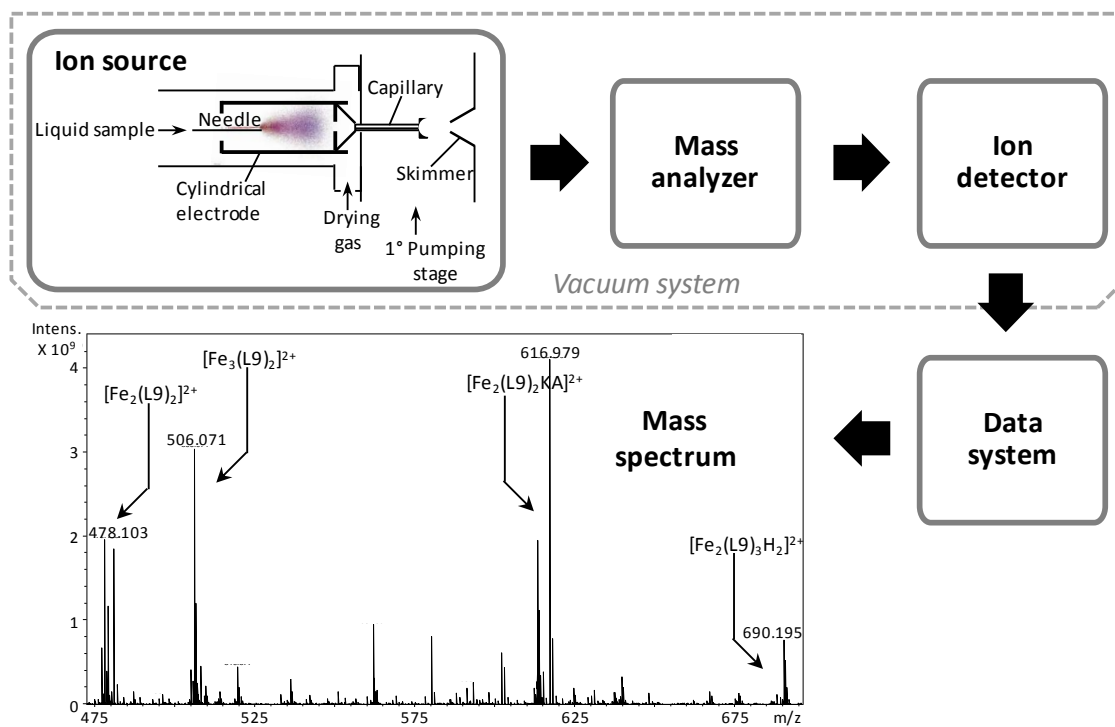 Ion source
Capillary
Needle
Liquid sample
Skimmer
Cylindrical
electrode
Drying
gas
1° Pumping
stage
Mass
analyzer
Ion
detector
Vacuum system
Data
system
Mass
spectrum
Intens.
X 10⁹
4
3
2
1
0
[Fe₂(L9)₂]²⁺
478.103
[Fe₃(L9)₂]²⁺
506.071
[Fe₂(L9)₂KA]²⁺
616.979
[Fe₂(L9)₃H₂]²⁺
690.195
475
525
575
625
675
m/z